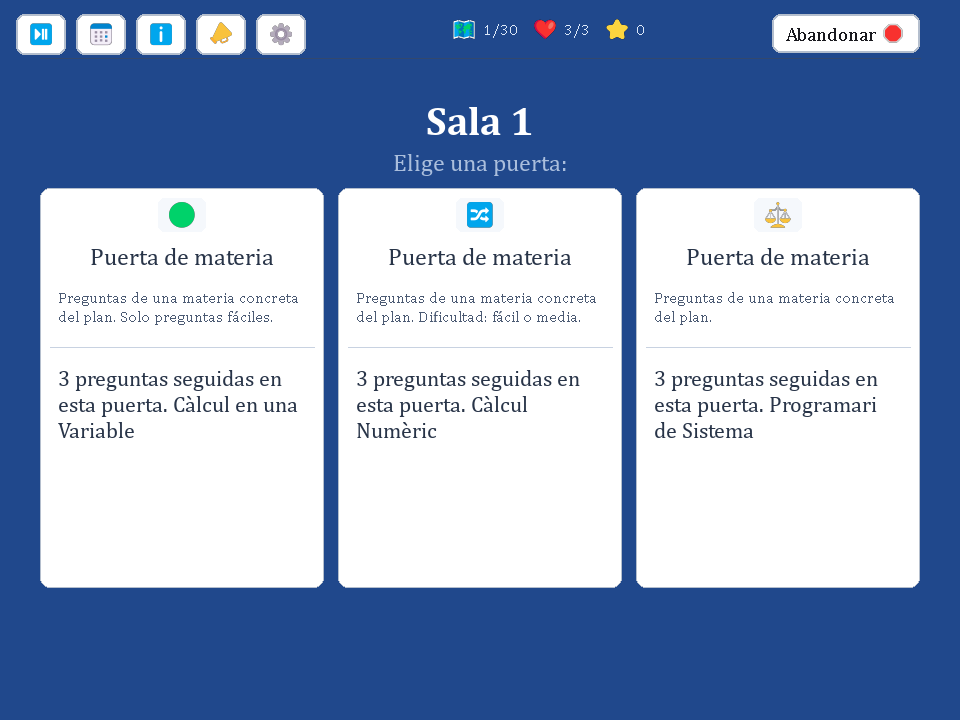 1/30 3/3 0
Abandonar
Sala 1
Elige una puerta:
Puerta de materia
Preguntas de una materia concreta
del plan. Solo preguntas fáciles.
3 preguntas seguidas en
esta puerta. Càlcul en una
Variable
Puerta de materia
Preguntas de una materia concreta
del plan. Dificultad: fácil o media.
3 preguntas seguidas en
esta puerta. Càlcul
Numèric
Puerta de materia
Preguntas de una materia concreta
del plan.
3 preguntas seguidas en
esta puerta. Programari
de Sistema